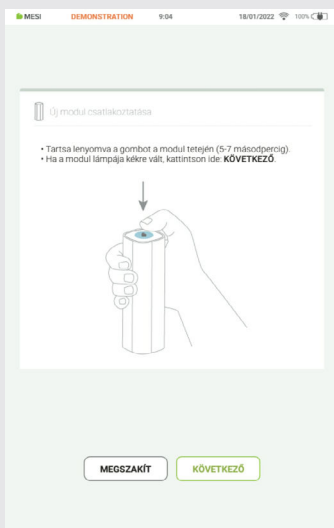 MESI DEMONSTRATION 9:04 18/01/2022 100%
Új modul csatlakoztatása
• Tartsa lenyomva a gombot a modul tetején (5-7 másodpercig).
• Ha a modul lámpája kékre vált, kattintson ide: KÖVETKEZŐ.
MEGSZAKÍT KÖVETKEZŐ